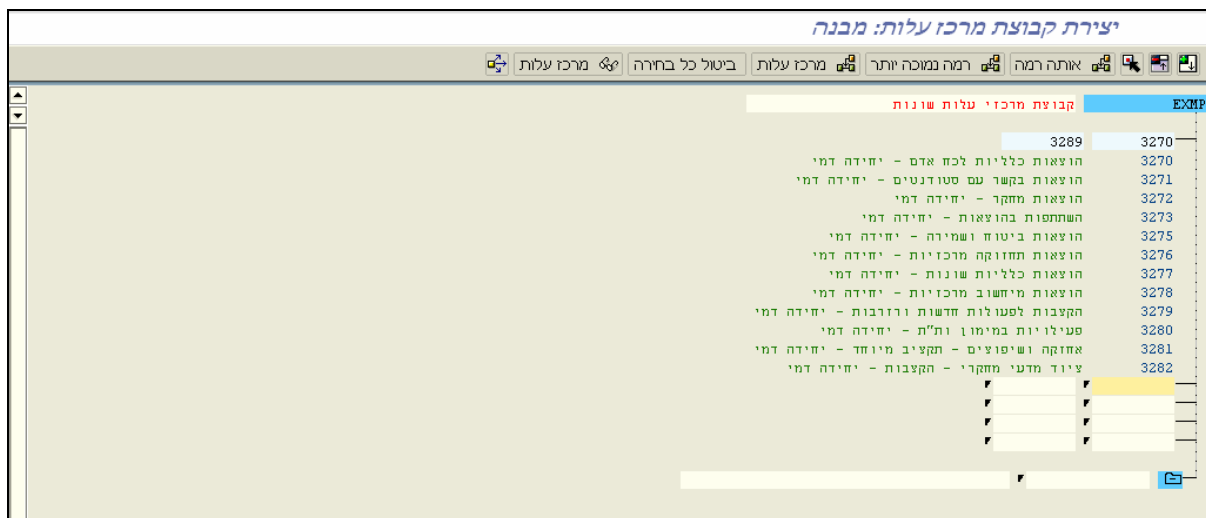 יצירת קבוצת מרכז עלות: מבנה
אותה רמה רמה נמוכה יותר מרכז עלות ביטול כל בחירה מרכז עלות
EXMP קבוצת מרכזי עלות שונות
3270 3289
3270 הוצאות כלליות לכח אדם - יחידה דמי
3271 הוצאות בקשר עם סטודנטים - יחידה דמי
3272 הוצאות מחקר - יחידה דמי
3273 השתתפות בהוצאות - יחידה דמי
3275 הוצאות ביטוח ושמירה - יחידה דמי
3276 הוצאות תחזוקה מרכזיות - יחידה דמי
3277 הוצאות כלליות שונות - יחידה דמי
3278 הוצאות מיחשוב מרכזיות - יחידה דמי
3279 הקצבות לפעולות חדשות ורזרבות - יחידה דמי
3280 פעילויות במימון ות"ת - יחידה דמי
3281 אחזקה ושיפוצים - תקציב מיוחד - יחידה דמי
3282 ציוד מדעי מחקרי - הקצבות - יחידה דמי